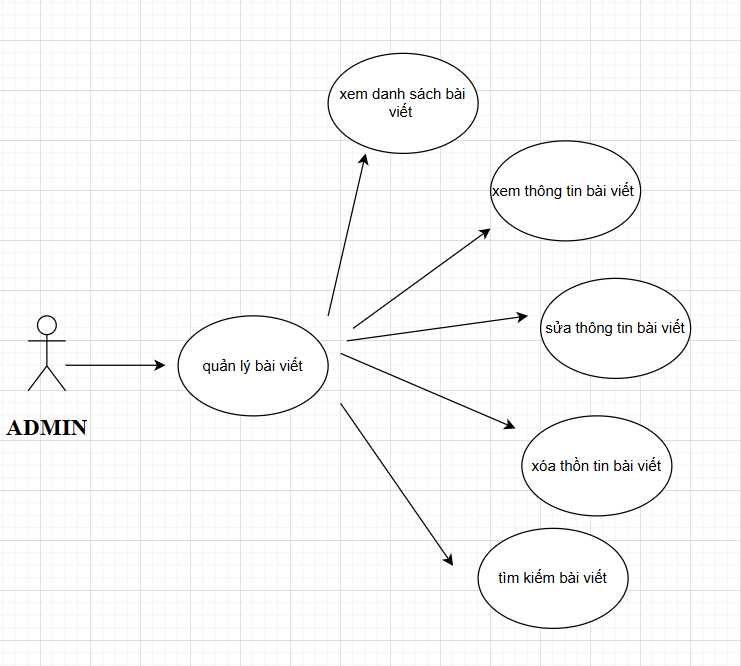 xem danh sách bài
viết
xem thông tin bài viết
sửa thông tin bài viết
quản lý bài viết
ADMIN
xóa thồn tin bài viết
tìm kiếm bài viết